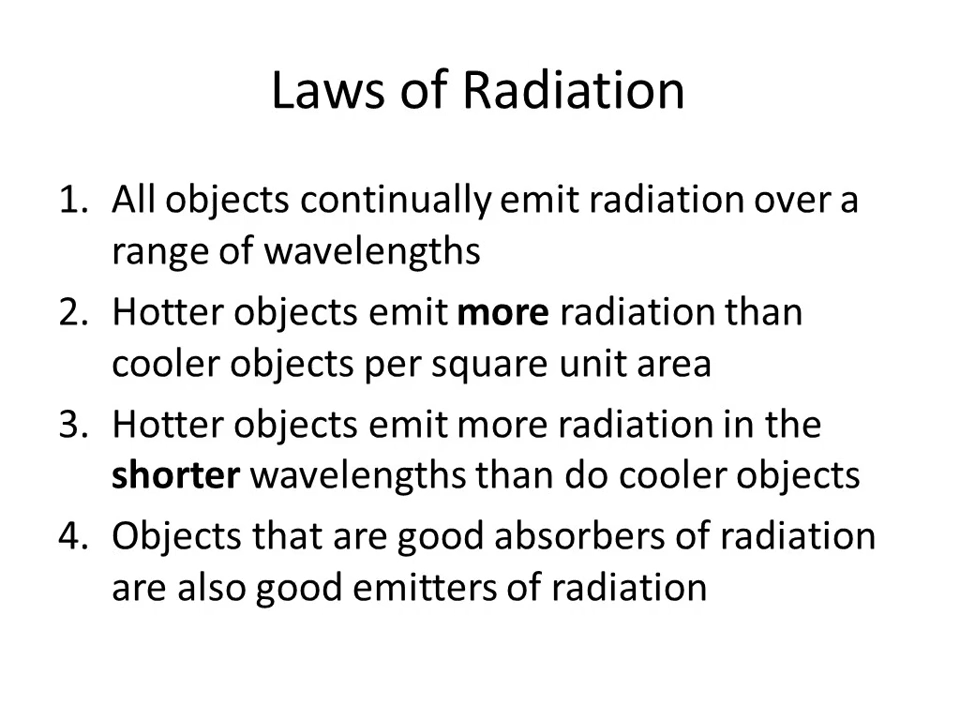 Laws of Radiation
1. All objects continually emit radiation over a
range of wavelengths
2. Hotter objects emit more radiation than
cooler objects per square unit area
3. Hotter objects emit more radiation in the
shorter wavelengths than do cooler objects
4. Objects that are good absorbers of radiation
are also good emitters of radiation